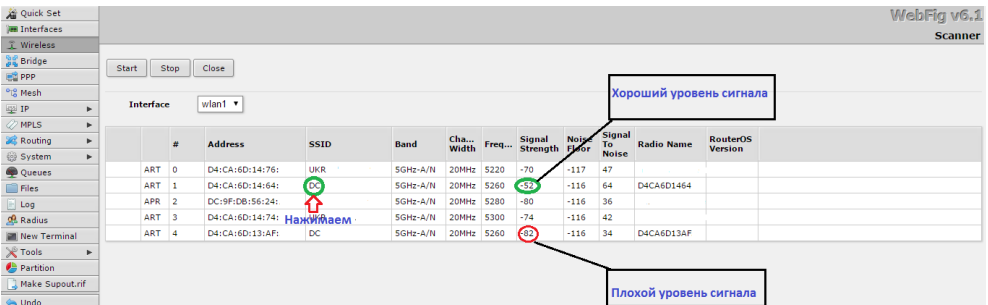 Quick Set
WebFig v6.1
Interfaces
Scanner
Wireless
Bridge
PPP
Mesh
IP
MPLS
Routing
System
Queues
Files
Log
Radius
New Terminal
Tools
Partition
Make Supout.rif
Undo
Start Stop Close
Interface wlan1
Хороший уровень сигнала
# Address SSID Band Cha... Width Freq... Signal Strength Noise Floor Signal To Noise Radio Name RouterOS Version
ART 0 D4:CA:6D:14:76: UKR 5GHz-A/N 20MHz 5220 -70 -117 47
ART 1 D4:CA:6D:14:64: DC 5GHz-A/N 20MHz 5260 -52 -116 64 D4CA6D1464
APR 2 DC:9F:DB:56:24: 5GHz-A/N 20MHz 5280 -80 -116 36
ART 3 D4:CA:6D:14:74: UKR 5GHz-A/N 20MHz 5300 -74 -116 42
Нажимаем
ART 4 D4:CA:6D:13:AF: DC 5GHz-A/N 20MHz 5260 -82 -116 34 D4CA6D13AF
Плохой уровень сигнала